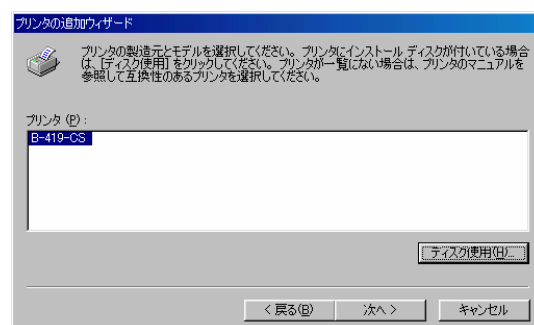 プリンタの追加ウィザード
プリンタの製造元とモデルを選択してください。プリンタにインストール ディスクが付いている場合
は、[ディスク使用] をクリックしてください。プリンタが一覧にない場合は、プリンタのマニュアルを
参照して互換性のあるプリンタを選択してください。
プリンタ (P) :
B-419-CS
ディスク使用(H)...
< 戻る(B)
次へ >
キャンセル